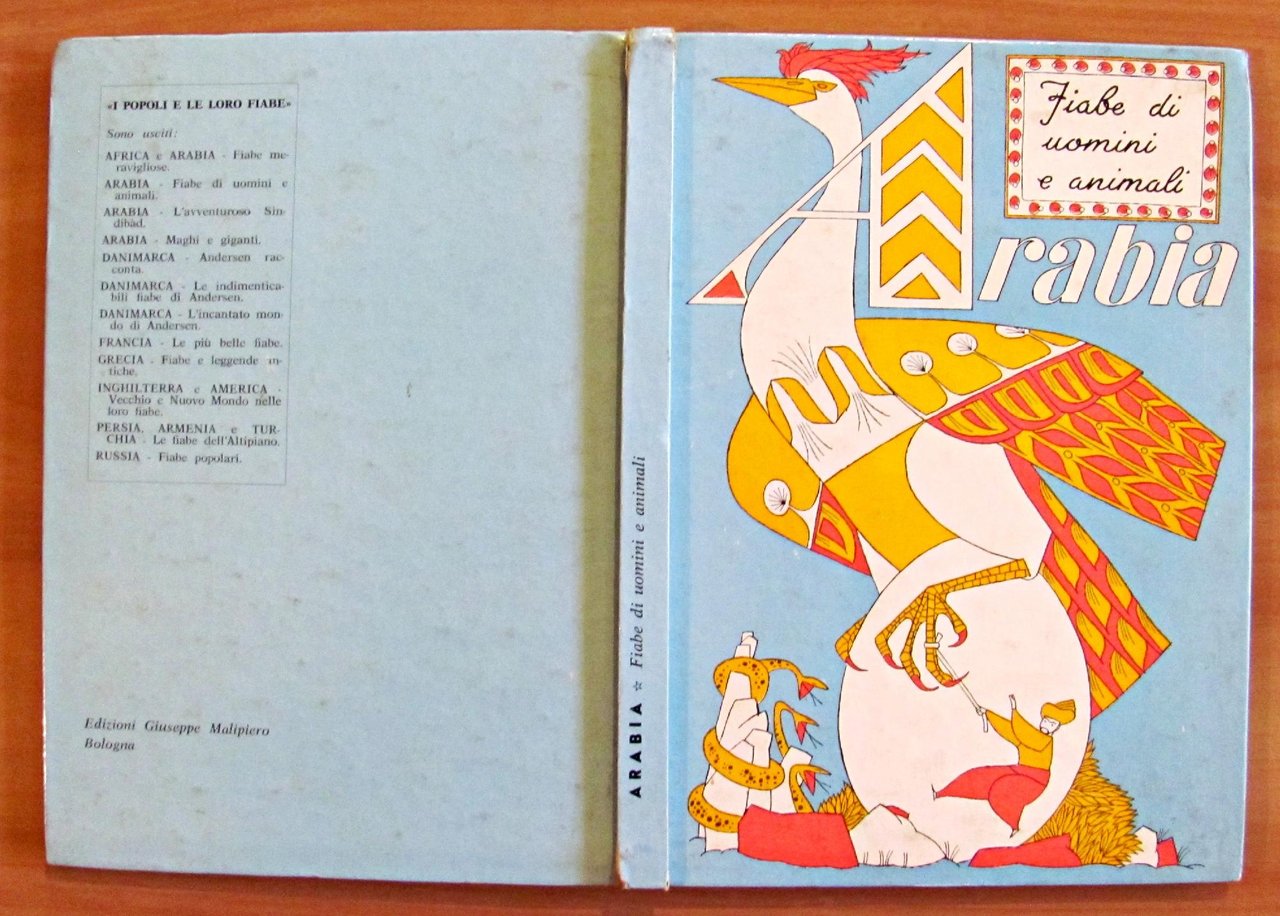 «I POPOLI E LE LORO FIABE»
Sono usciti:
AFRICA e ARABIA - Fiabe me-
ravigliose.
ARABIA - Fiabe di uomini e
animali.
ARABIA - L'avventuroso Sin-
dibàd.
ARABIA - Maghi e giganti.
DANIMARCA - Andersen rac-
conta.
DANIMARCA - Le indimentica-
bili fiabe di Andersen.
DANIMARCA - L'incantato mon-
do di Andersen.
FRANCIA - Le più belle fiabe.
GRECIA - Fiabe e leggende an-
tiche.
INGHILTERRA e AMERICA -
Vecchio e Nuovo Mondo nelle
loro fiabe.
PERSIA, ARMENIA e TUR-
CHIA - Le fiabe dell'Altipiano.
RUSSIA - Fiabe popolari.
Edizioni Giuseppe Malipiero
Bologna
ARABIA ☆ Fiabe di uomini e animali
Fiabe di
uomini
e animali
Arabia